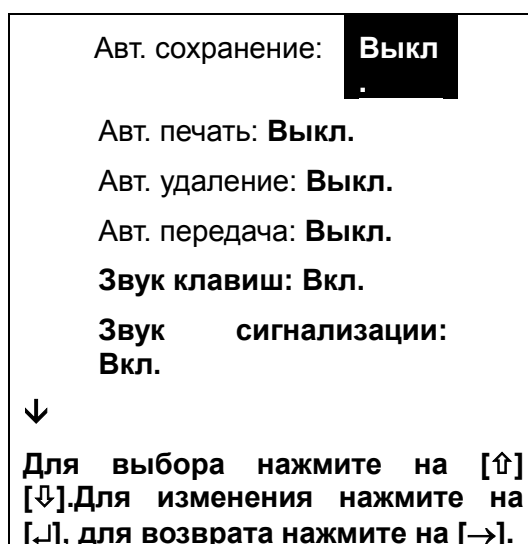 Авт. сохранение: Выкл
.
Авт. печать: Выкл.
Авт. удаление: Выкл.
Авт. передача: Выкл.
Звук клавиш: Вкл.
Звук сигнализации:
Вкл.
↓
Для выбора нажмите на [⇧]
[⇩].Для изменения нажмите на
[↵], для возврата нажмите на [→].